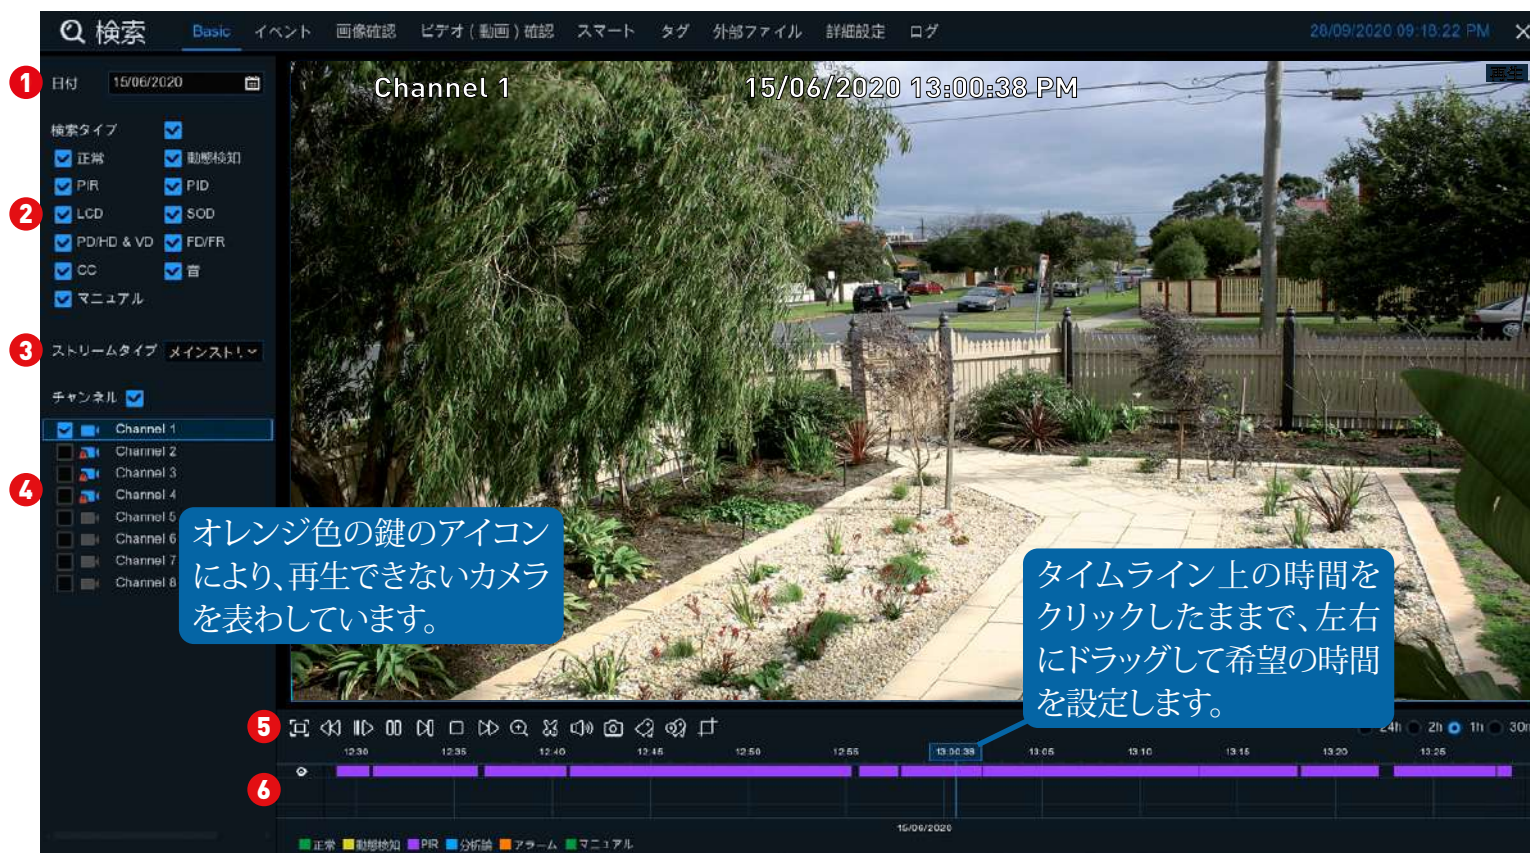 検索 Basic イベント 画像確認 ビデオ ( 動画 ) 確認 スマート タグ 外部ファイル 詳細設定 ログ 28/09/2020 09:18:22 PM
1 日付 15/06/2020
Channel 1 15/06/2020 13:00:38 PM 再生
検索タイプ
正常 動態検知
PIR PID
2 LCD SOD
PD/HD & VD FD/FR
CC 音
マニュアル
3 ストリームタイプ メインスト
チャンネル
Channel 1
Channel 2
Channel 3
4 Channel 4
Channel 5
Channel 6
Channel 7
Channel 8
オレンジ色の鍵のアイコン
により、再生できないカメラ
を表わしています。
タイムライン上の時間を
クリックしたままで、左右
にドラッグして希望の時間
を設定します。
5 24h 2h 1h 30m
12:30 12:35 12:40 12:45 12:50 12:55 13:00:38 13:05 13:10 13:15 13:20 13:25
6
15/06/2020
正常 動態検知 PIR 分析論 アラーム マニュアル